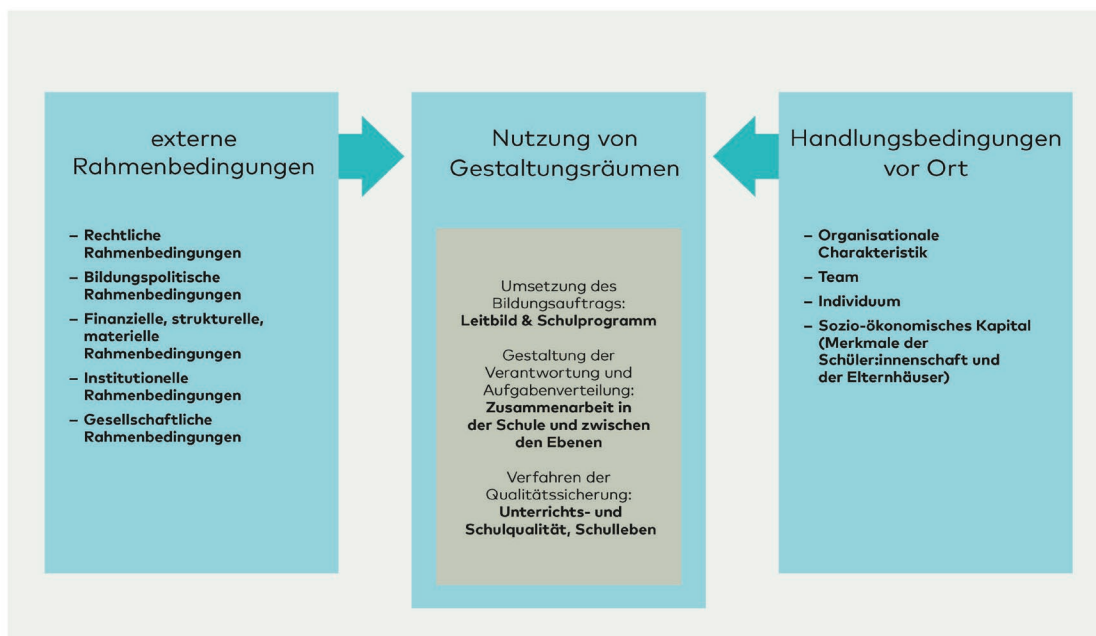 externe
Rahmenbedingungen
– Rechtliche
Rahmenbedingungen
– Bildungspolitische
Rahmenbedingungen
– Finanzielle, strukturelle,
materielle
Rahmenbedingungen
– Institutionelle
Rahmenbedingungen
– Gesellschaftliche
Rahmenbedingungen
Nutzung von
Gestaltungsräumen
Umsetzung des
Bildungsauftrags:
Leitbild & Schulprogramm
Gestaltung der
Verantwortung und
Aufgabenverteilung:
Zusammenarbeit in
der Schule und zwischen
den Ebenen
Verfahren der
Qualitätssicherung:
Unterrichts- und
Schulqualität, Schulleben
Handlungsbedingungen
vor Ort
– Organisationale
Charakteristik
– Team
– Individuum
– Sozio-ökonomisches Kapital
(Merkmale der
Schüler:innenschaft und
der Elternhäuser)